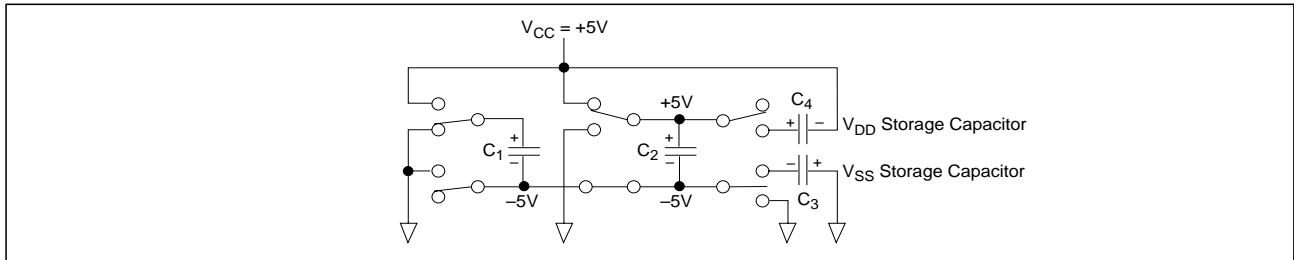 V_CC = +5V
+5V
C_4
+ −
V_DD Storage Capacitor
+
C_1
−
+
C_2
−
− +
V_SS Storage Capacitor
C_3
−5V
−5V